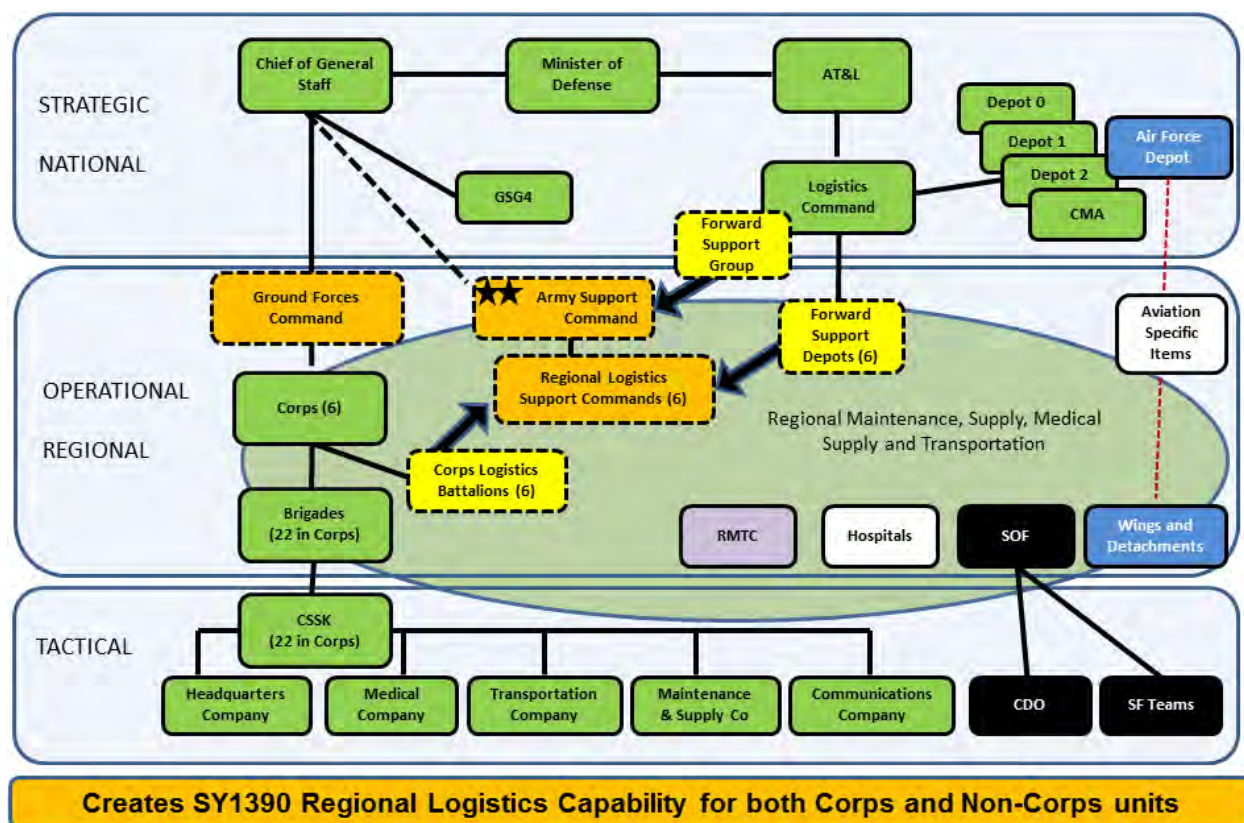 STRATEGIC
NATIONAL
Chief of General
Staff
Minister of
Defense
AT&L
Depot 0
Depot 1
Depot 2
CMA
Air Force
Depot
GSG4
Logistics
Command
Forward
Support
Group
OPERATIONAL
REGIONAL
Ground Forces
Command
Army Support
Command
Forward
Support
Depots (6)
Aviation
Specific
Items
Regional Logistics
Support Commands (6)
Corps (6)
Regional Maintenance, Supply, Medical
Supply and Transportation
Corps Logistics
Battalions (6)
Brigades
(22 in Corps)
RMTC
Hospitals
SOF
Wings and
Detachments
TACTICAL
CSSK
(22 in Corps)
Headquarters
Company
Medical
Company
Transportation
Company
Maintenance
& Supply Co
Communications
Company
CDO
SF Teams
Creates SY1390 Regional Logistics Capability for both Corps and Non-Corps units